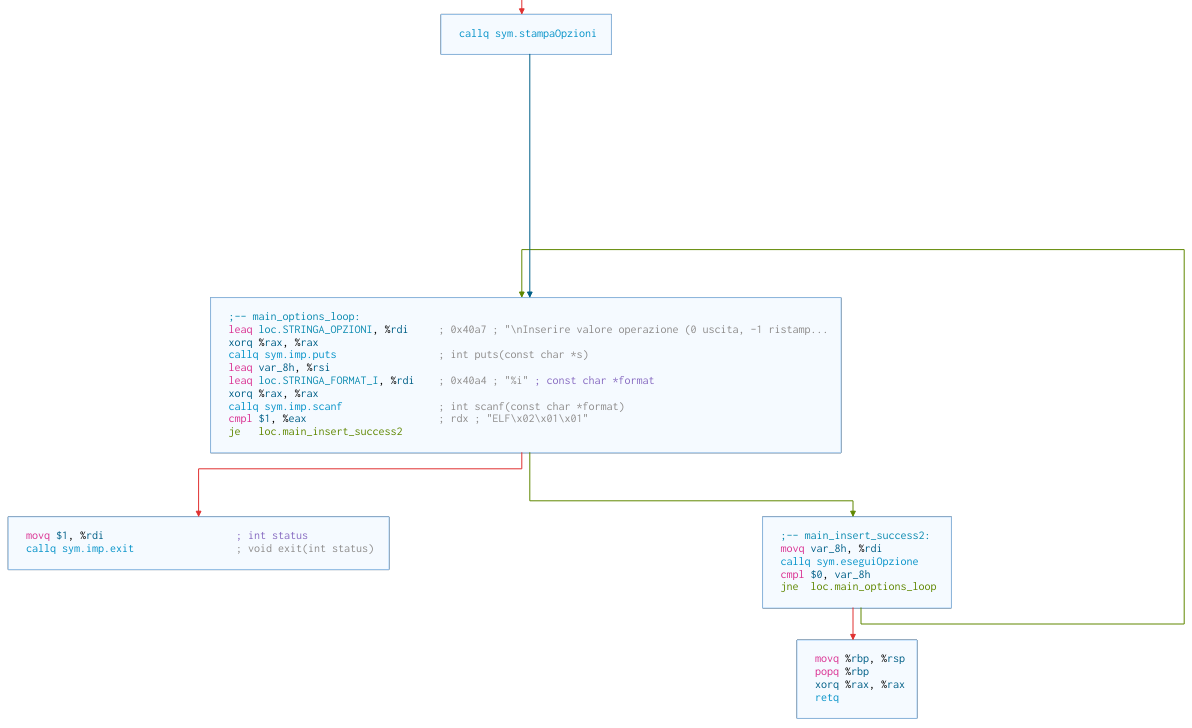 callq sym.stampaOpzioni
;-- main_options_loop:
leaq loc.STRINGA_OPZIONI, %rdi ; 0x40a7 ; "\nInserire valore operazione (0 uscita, -1 ristamp...
xorq %rax, %rax
callq sym.imp.puts ; int puts(const char *s)
leaq var_8h, %rsi
leaq loc.STRINGA_FORMAT_I, %rdi ; 0x40a4 ; "%i" ; const char *format
xorq %rax, %rax
callq sym.imp.scanf ; int scanf(const char *format)
cmpl $1, %eax ; rdx ; "ELF\x02\x01\x01"
je loc.main_insert_success2
movq $1, %rdi ; int status
callq sym.imp.exit ; void exit(int status)
;-- main_insert_success2:
movq var_8h, %rdi
callq sym.eseguiOpzione
cmpl $0, var_8h
jne loc.main_options_loop
movq %rbp, %rsp
popq %rbp
xorq %rax, %rax
retq